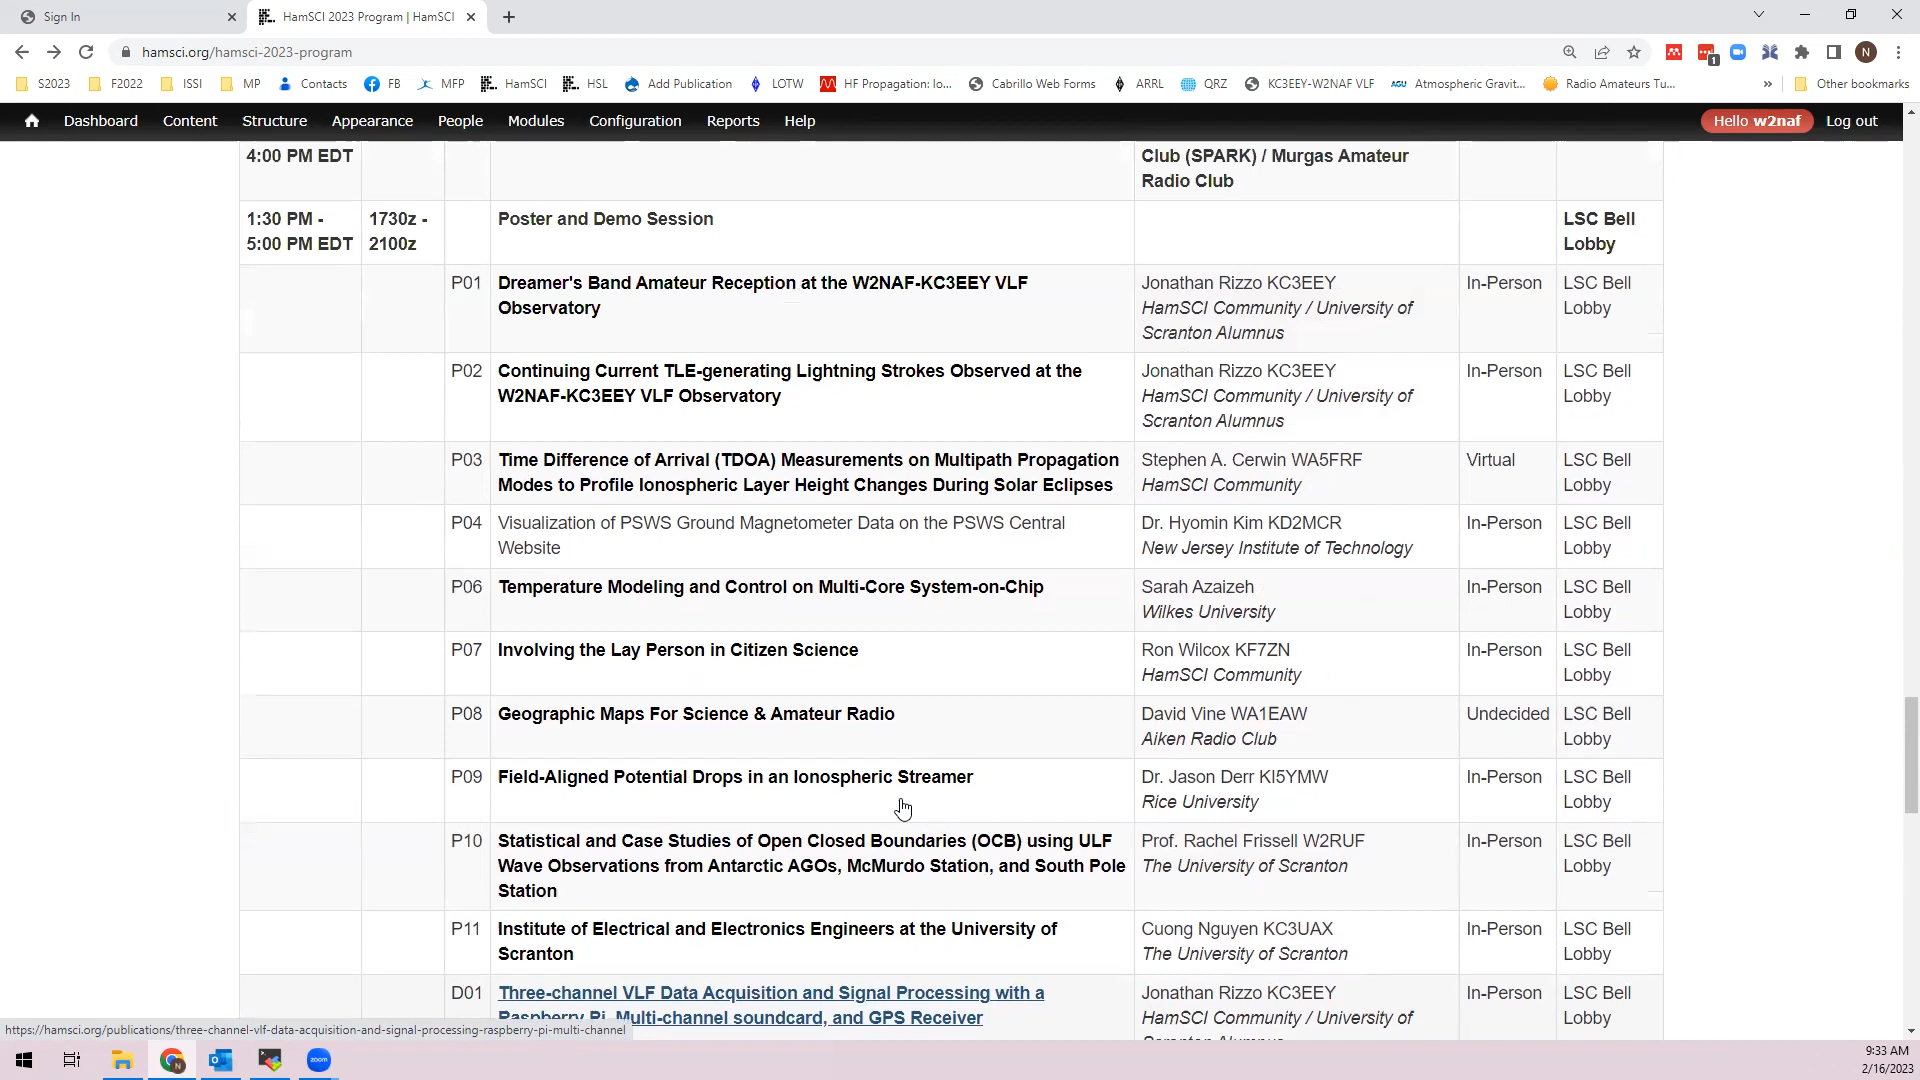 Sign In
HamSCI 2023 Program | HamSCI
hamsci.org/hamsci-2023-program
1
N
S2023 F2022 ISSI MP Contacts FB MFP HamSCI HSL Add Publication LOTW HF Propagation: Io... Cabrillo Web Forms ARRL QRZ KC3EEY-W2NAF VLF AGU Atmospheric Gravit... Radio Amateurs Tu... » Other bookmarks
Dashboard Content Structure Appearance People Modules Configuration Reports Help Hello w2naf Log out
4:00 PM EDT
Club (SPARK) / Murgas Amateur
Radio Club
1:30 PM - 1730z - Poster and Demo Session LSC Bell
5:00 PM EDT 2100z Lobby
P01 Dreamer's Band Amateur Reception at the W2NAF-KC3EEY VLF Jonathan Rizzo KC3EEY In-Person LSC Bell
Observatory HamSCI Community / University of Lobby
Scranton Alumnus
P02 Continuing Current TLE-generating Lightning Strokes Observed at the Jonathan Rizzo KC3EEY In-Person LSC Bell
W2NAF-KC3EEY VLF Observatory HamSCI Community / University of Lobby
Scranton Alumnus
P03 Time Difference of Arrival (TDOA) Measurements on Multipath Propagation Stephen A. Cerwin WA5FRF Virtual LSC Bell
Modes to Profile Ionospheric Layer Height Changes During Solar Eclipses HamSCI Community Lobby
P04 Visualization of PSWS Ground Magnetometer Data on the PSWS Central Dr. Hyomin Kim KD2MCR In-Person LSC Bell
Website New Jersey Institute of Technology Lobby
P06 Temperature Modeling and Control on Multi-Core System-on-Chip Sarah Azaizeh In-Person LSC Bell
Wilkes University Lobby
P07 Involving the Lay Person in Citizen Science Ron Wilcox KF7ZN In-Person LSC Bell
HamSCI Community Lobby
P08 Geographic Maps For Science & Amateur Radio David Vine WA1EAW Undecided LSC Bell
Aiken Radio Club Lobby
P09 Field-Aligned Potential Drops in an Ionospheric Streamer Dr. Jason Derr KI5YMW In-Person LSC Bell
Rice University Lobby
P10 Statistical and Case Studies of Open Closed Boundaries (OCB) using ULF Prof. Rachel Frissell W2RUF In-Person LSC Bell
Wave Observations from Antarctic AGOs, McMurdo Station, and South Pole The University of Scranton Lobby
Station
P11 Institute of Electrical and Electronics Engineers at the University of Cuong Nguyen KC3UAX In-Person LSC Bell
Scranton The University of Scranton Lobby
D01 Three-channel VLF Data Acquisition and Signal Processing with a Jonathan Rizzo KC3EEY In-Person LSC Bell
Raspberry Pi, Multi-channel soundcard, and GPS Receiver HamSCI Community / University of Lobby
Scranton Alumnus
https://hamsci.org/publications/three-channel-vlf-data-acquisition-and-signal-processing-raspberry-pi-multi-channel
zoom
9:33 AM
2/16/2023